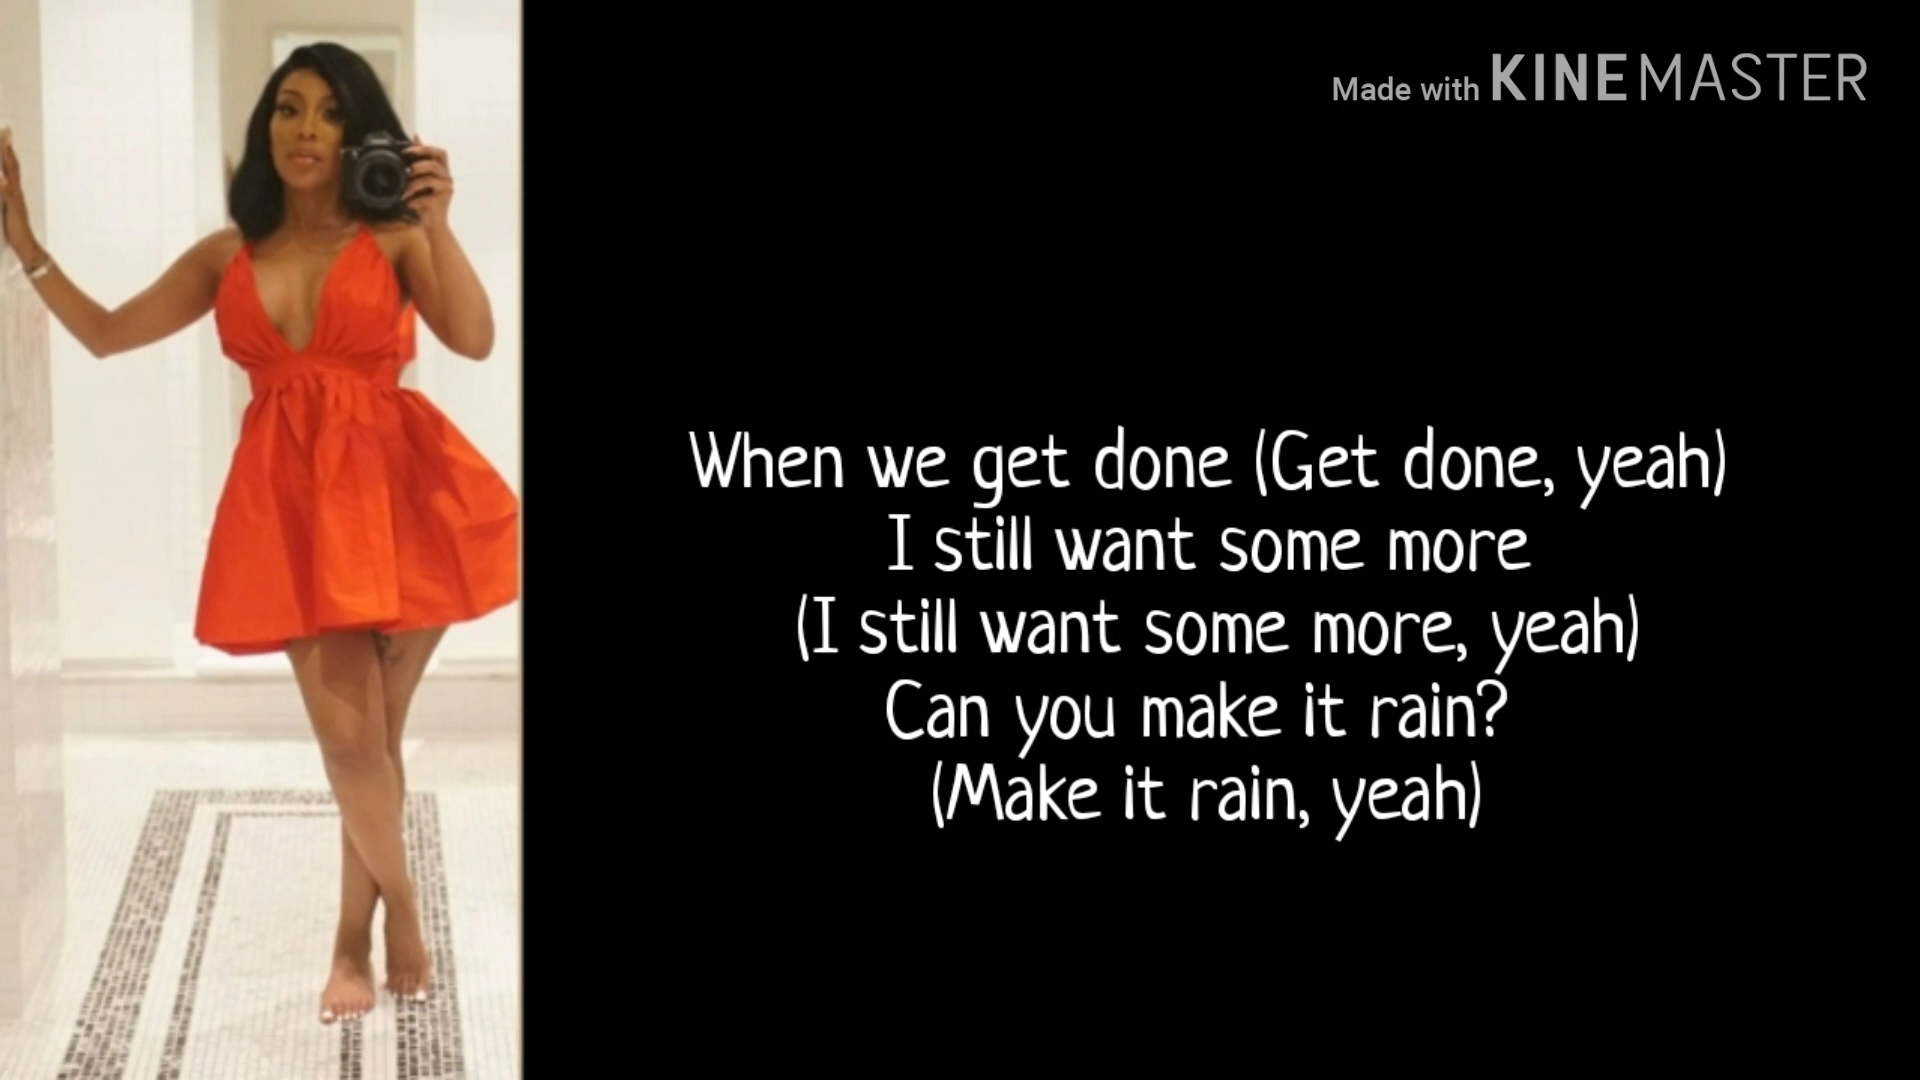 Made with KINEMASTER
When we get done (Get done, yeah)
I still want some more
(I still want some more, yeah)
Can you make it rain?
(Make it rain, yeah)